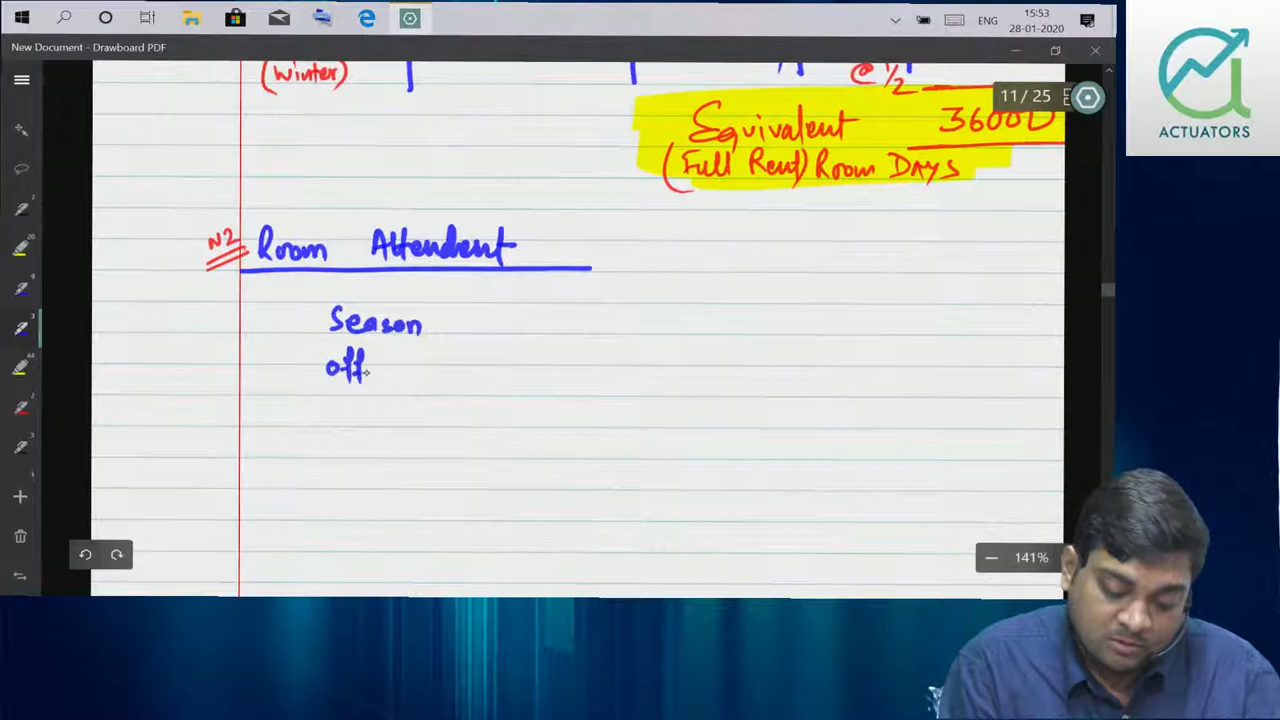 15:53
ENG
28-01-2020
New Document - Drawboard PDF
(Winter)
@ 1/2
11 / 25
Equivalent 36000
(Full Rent) Room DAYS
ACTUATORS
N2 Room Attendent
Season
off
141%